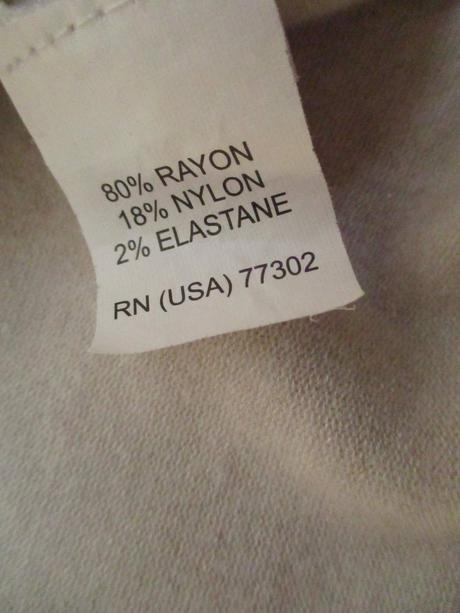 80% RAYON
18% NYLON
2% ELASTANE
RN (USA) 77302